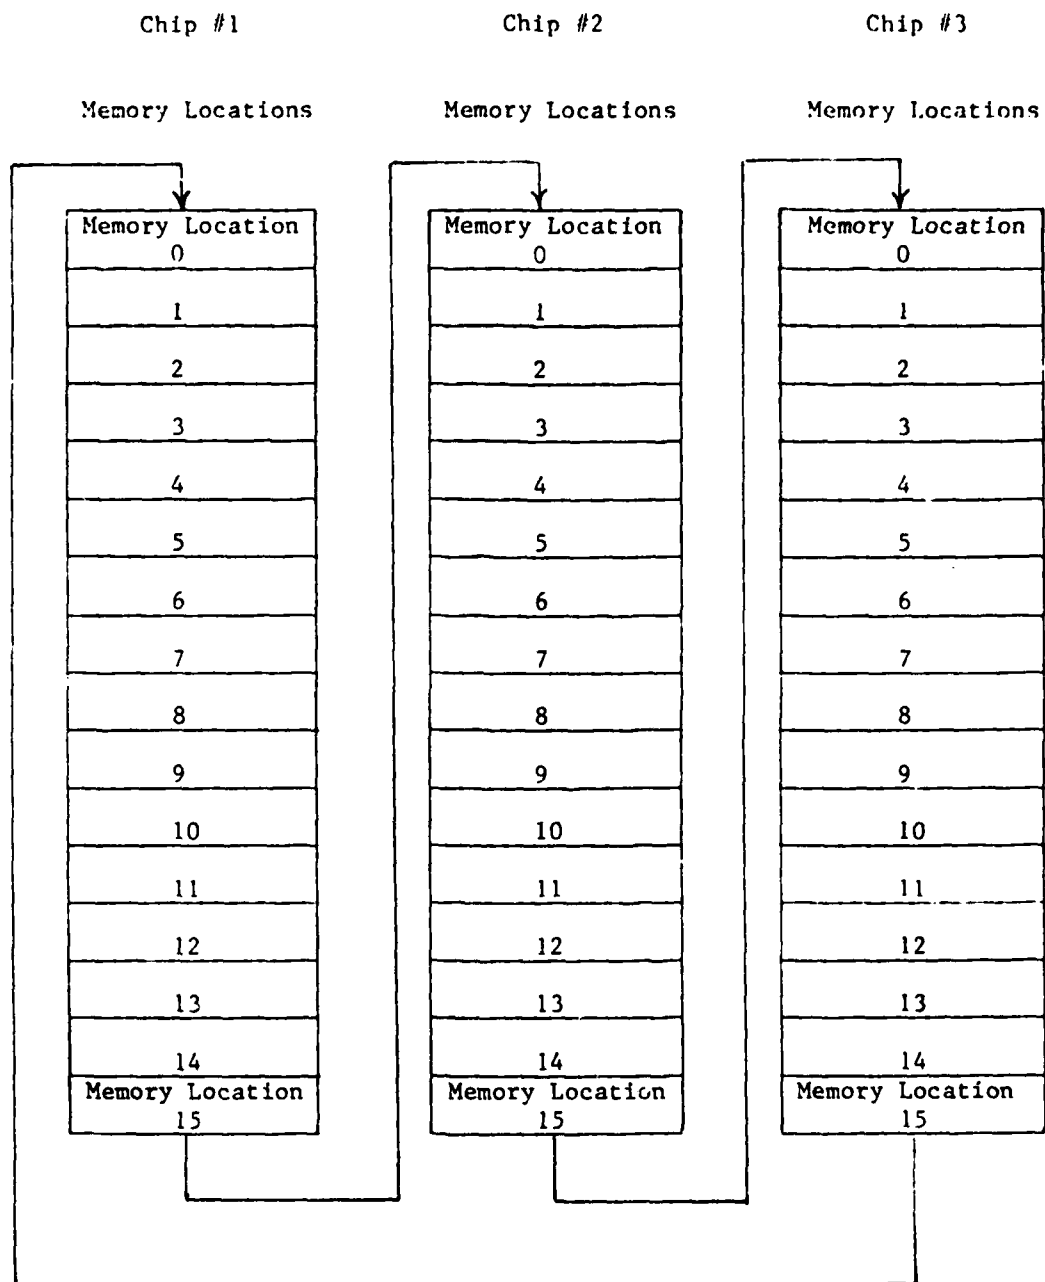 Chip #1 Chip #2 Chip #3
Memory Locations Memory Locations Memory Locations
Memory Location Memory Location Memory Location
0 0 0
1 1 1
2 2 2
3 3 3
4 4 4
5 5 5
6 6 6
7 7 7
8 8 8
9 9 9
10 10 10
11 11 11
12 12 12
13 13 13
14 14 14
Memory Location Memory Location Memory Location
15 15 15